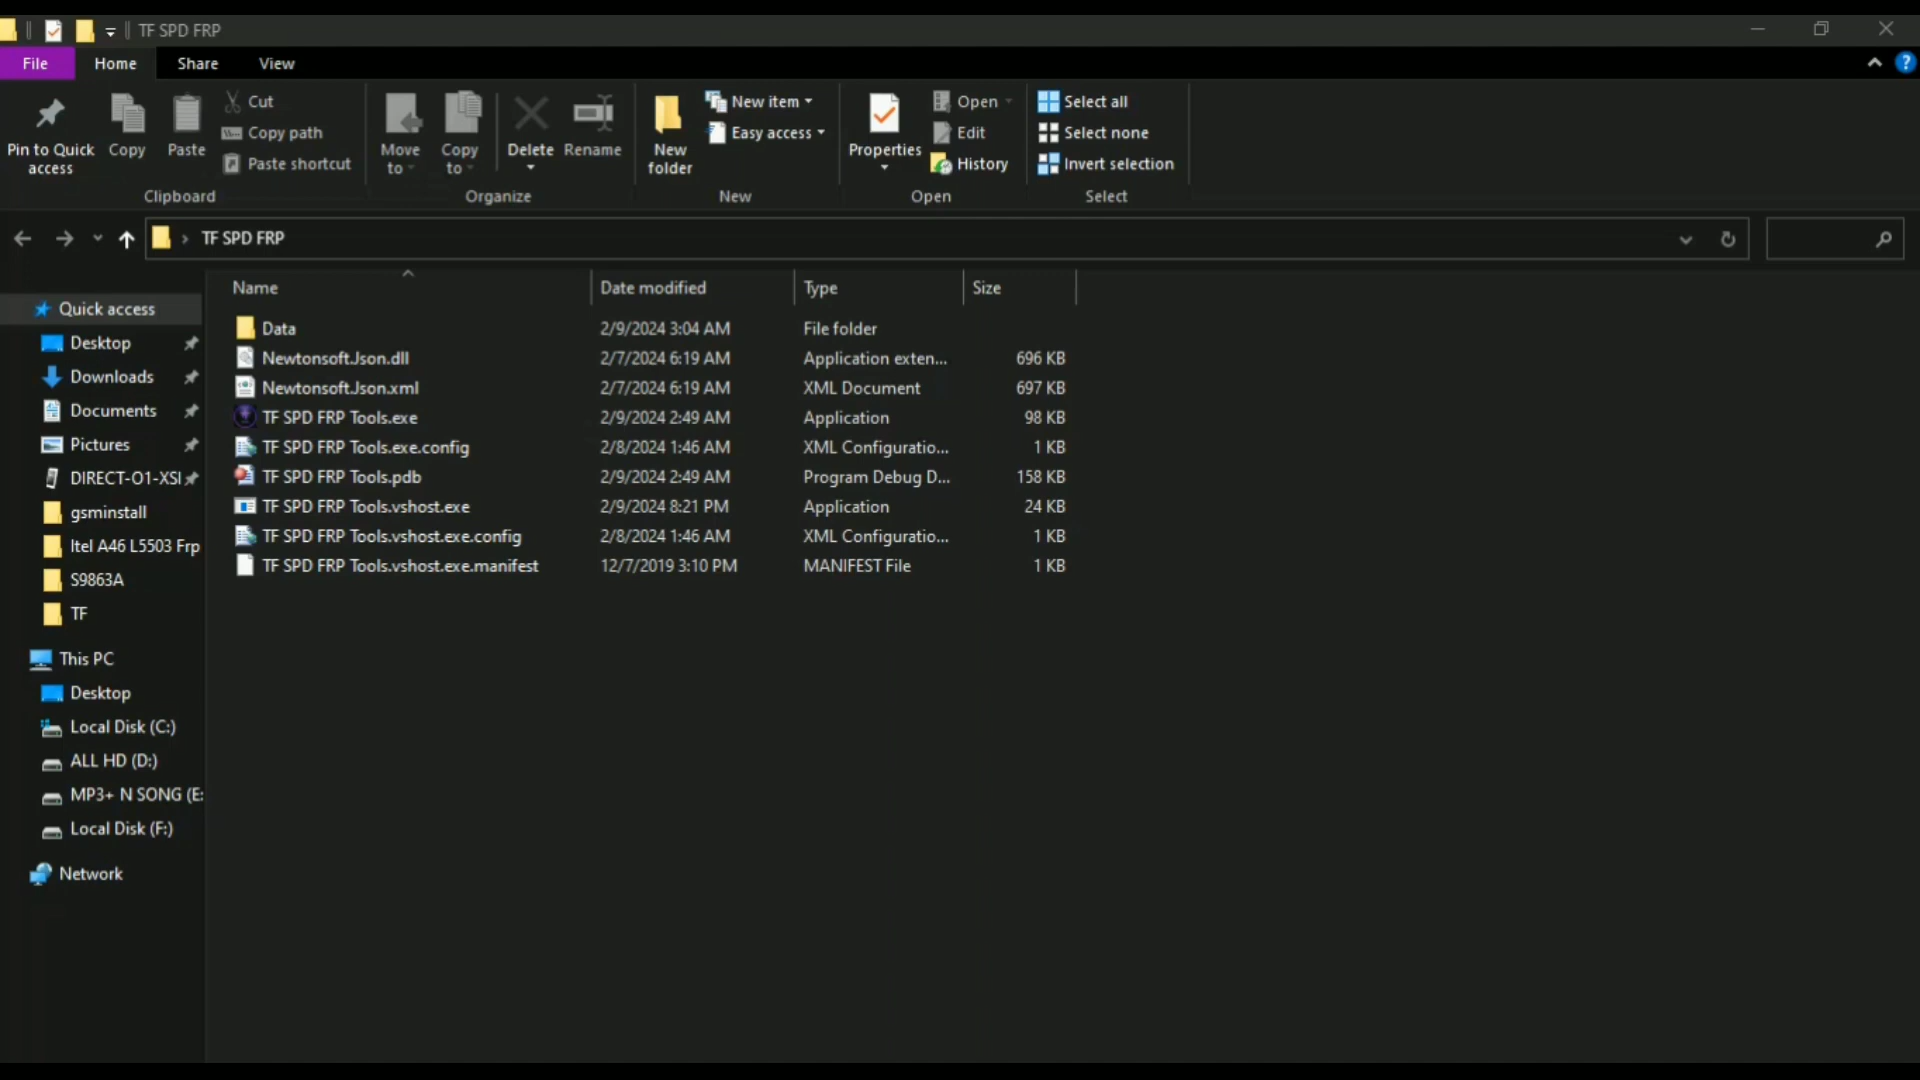 TF SPD FRP
File Home Share View
Pin to Quick access
Copy
Paste
Cut
Copy path
Paste shortcut
Clipboard
Move to
Copy to
Delete
Rename
Organize
New folder
New item
Easy access
New
Properties
Open
Edit
History
Open
Select all
Select none
Invert selection
Select
TF SPD FRP
Name Date modified Type Size
Data 2/9/2024 3:04 AM File folder
Newtonsoft.Json.dll 2/7/2024 6:19 AM Application exten... 696 KB
Newtonsoft.Json.xml 2/7/2024 6:19 AM XML Document 697 KB
TF SPD FRP Tools.exe 2/9/2024 2:49 AM Application 98 KB
TF SPD FRP Tools.exe.config 2/8/2024 1:46 AM XML Configuratio... 1 KB
TF SPD FRP Tools.pdb 2/9/2024 2:49 AM Program Debug D... 158 KB
TF SPD FRP Tools.vshost.exe 2/9/2024 8:21 PM Application 24 KB
TF SPD FRP Tools.vshost.exe.config 2/8/2024 1:46 AM XML Configuratio... 1 KB
TF SPD FRP Tools.vshost.exe.manifest 12/7/2019 3:10 PM MANIFEST File 1 KB
Quick access
Desktop
Downloads
Documents
Pictures
DIRECT-O1-XSI
gsminstall
Itel A46 L5503 Frp
S9863A
TF
This PC
Desktop
Local Disk (C:)
ALL HD (D:)
MP3+ N SONG (E:
Local Disk (F:)
Network